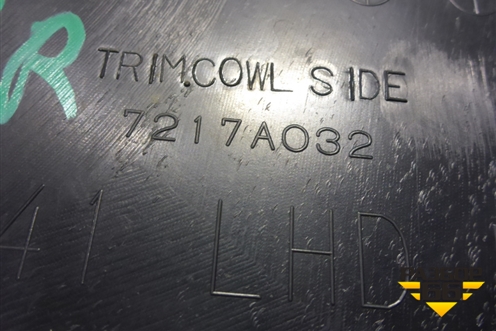 R
TRIM.COWL SIDE
7217A032
41 LHD